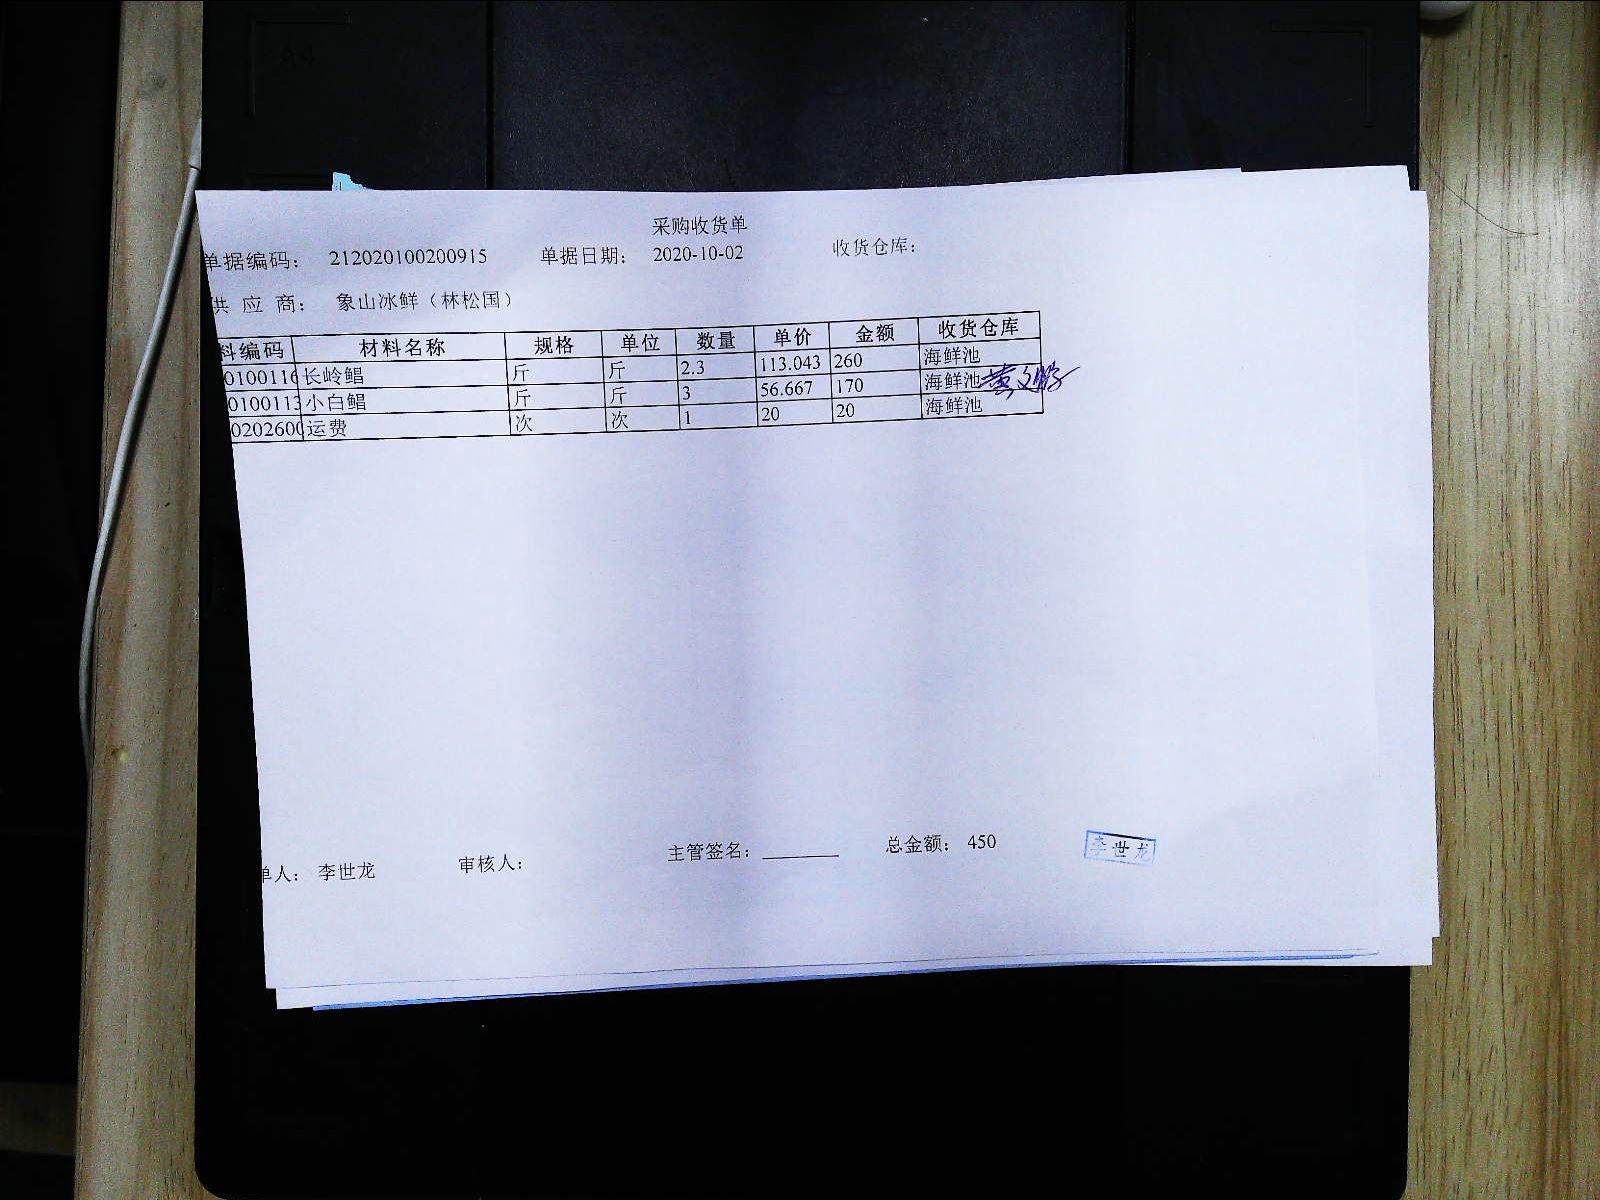 采购收货单
单据编码： 212020100200915 单据日期： 2020-10-02 收货仓库：
供 应 商： 象山冰鲜（林松国）
料编码 材料名称 规格 单位 数量 单价 金额 收货仓库
010011 长岭鲳 斤 斤 2.3 113.043 260 海鲜池
0100113 小白鲳 斤 斤 3 56.667 170 海鲜池
0202600 运费 次 次 1 20 20 海鲜池
单人： 李世龙 审核人： 主管签名： 总金额： 450 李世龙